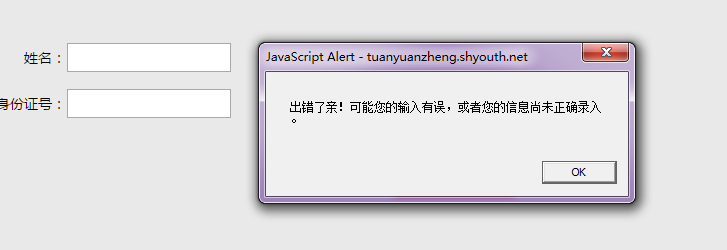 姓名：
身份证号：
JavaScript Alert - tuanyuanzheng.shyouth.net
出错了亲！可能您的输入有误，或者您的信息尚未正确录入
。
OK